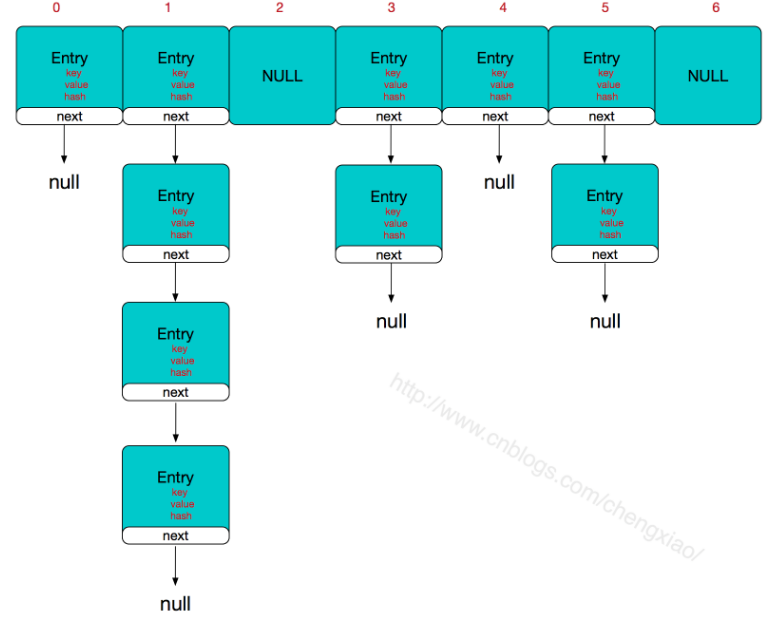 0 1 2 3 4 5 6
Entry Entry NULL Entry Entry Entry NULL
key key key key key
value value value value value
hash hash hash hash hash
next next next next next
null Entry Entry null Entry
key key key
value value value
hash hash hash
next next next
Entry null null
key
value
hash
next
http://www.cnblogs.com/chengxiao/
Entry
key
value
hash
next
null